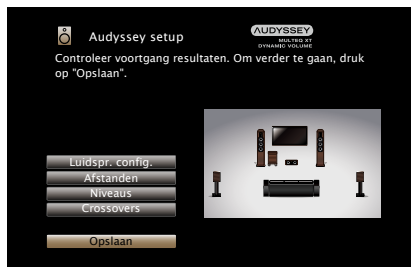 Audyssey setup
AUDYSSEY
MULTEQ XT
DYNAMIC VOLUME
Controleer voortgang resultaten. Om verder te gaan, druk
op "Opslaan".
Luidspr. config.
Afstanden
Niveaus
Crossovers
Opslaan